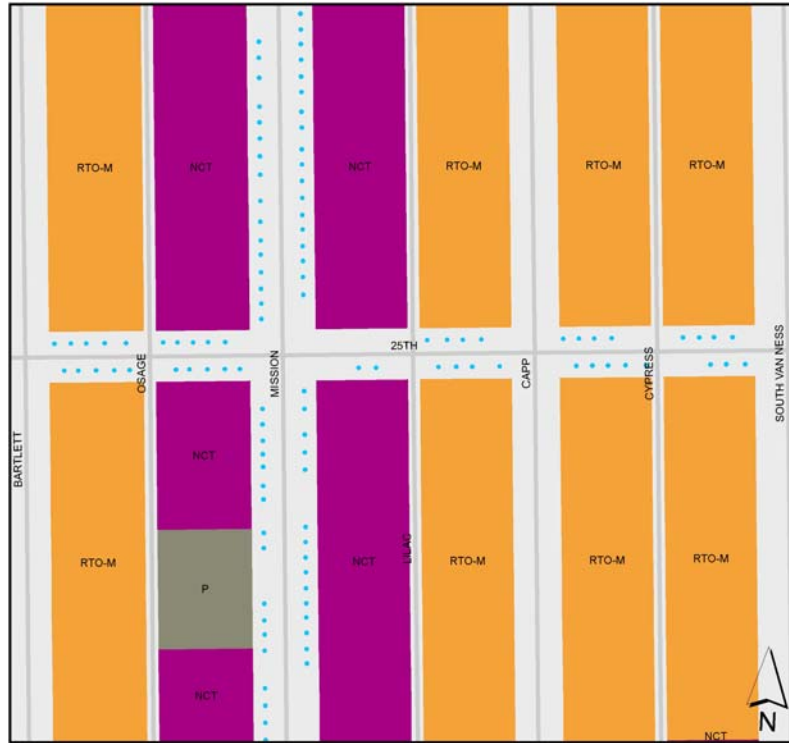 RTO-M
NCT
NCT
RTO-M
RTO-M
RTO-M
25TH
OSAGE
MISSION
CAPP
CYPRESS
SOUTH VAN NESS
BARTLETT
NCT
RTO-M
P
NCT
LILAC
RTO-M
RTO-M
RTO-M
NCT
NCT
N